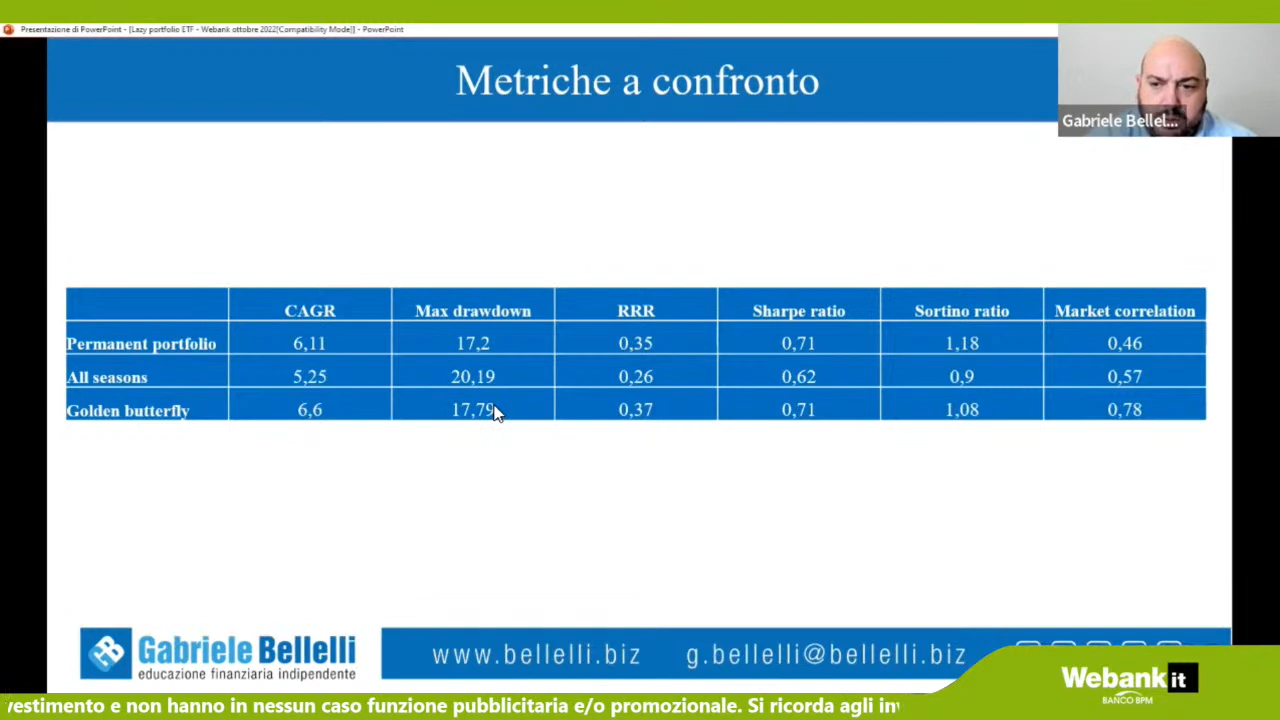 Presentazione di PowerPoint - [Lazy portfolio ETF - Webank ottobre 2022[Compatibility Mode]] - PowerPoint
Metriche a confronto
Gabriele Bellel...
CAGR Max drawdown RRR Sharpe ratio Sortino ratio Market correlation
Permanent portfolio 6,11 17,2 0,35 0,71 1,18 0,46
All seasons 5,25 20,19 0,26 0,62 0,9 0,57
Golden butterfly 6,6 17,79 0,37 0,71 1,08 0,78
Gabriele Bellelli
educazione finanziaria indipendente
www.bellelli.biz g.bellelli@bellelli.biz
Webank it
BANCO BPM
vestimento e non hanno in nessun caso funzione pubblicitaria e/o promozionale. Si ricorda agli in